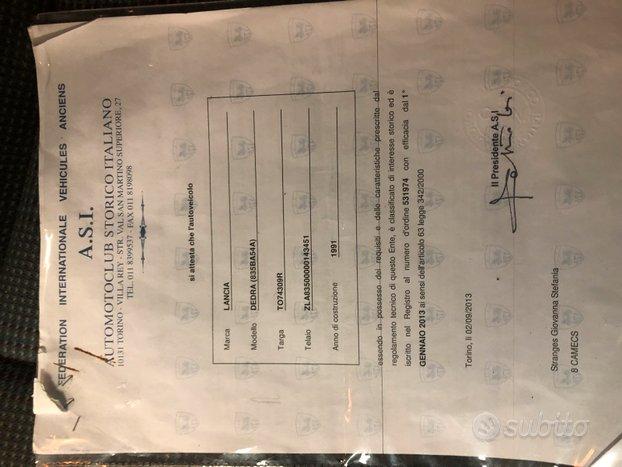 FEDERATION INTERNATIONALE VEHICULES ANCIENS
A.S.I.
AUTOMOTOCLUB STORICO ITALIANO
10131 TORINO - VILLA REY - STR. VAL SAN MARTINO SUPERIORE, 27
TEL. 011 8399537 - FAX 011 8198098
si attesta che l'autoveicolo
Marca LANCIA
Modello DEDRA (835BA54A)
Targa TO74309R
Telaio ZLA83500000143451
Anno di costruzione 1991
essendo in possesso dei requisiti e delle caratteristiche prescritte dal
regolamento tecnico di questo Ente, è classificato di interesse storico ed è
iscritto nel Registro al numero d'ordine 531974 con efficacia dal 1°
GENNAIO 2013 ai sensi dell'articolo 63 legge 342/2000
Torino, li 02/09/2013
Il Presidente A.S.I
Stranges Giovanna Stefania
8 CAMECS
subito